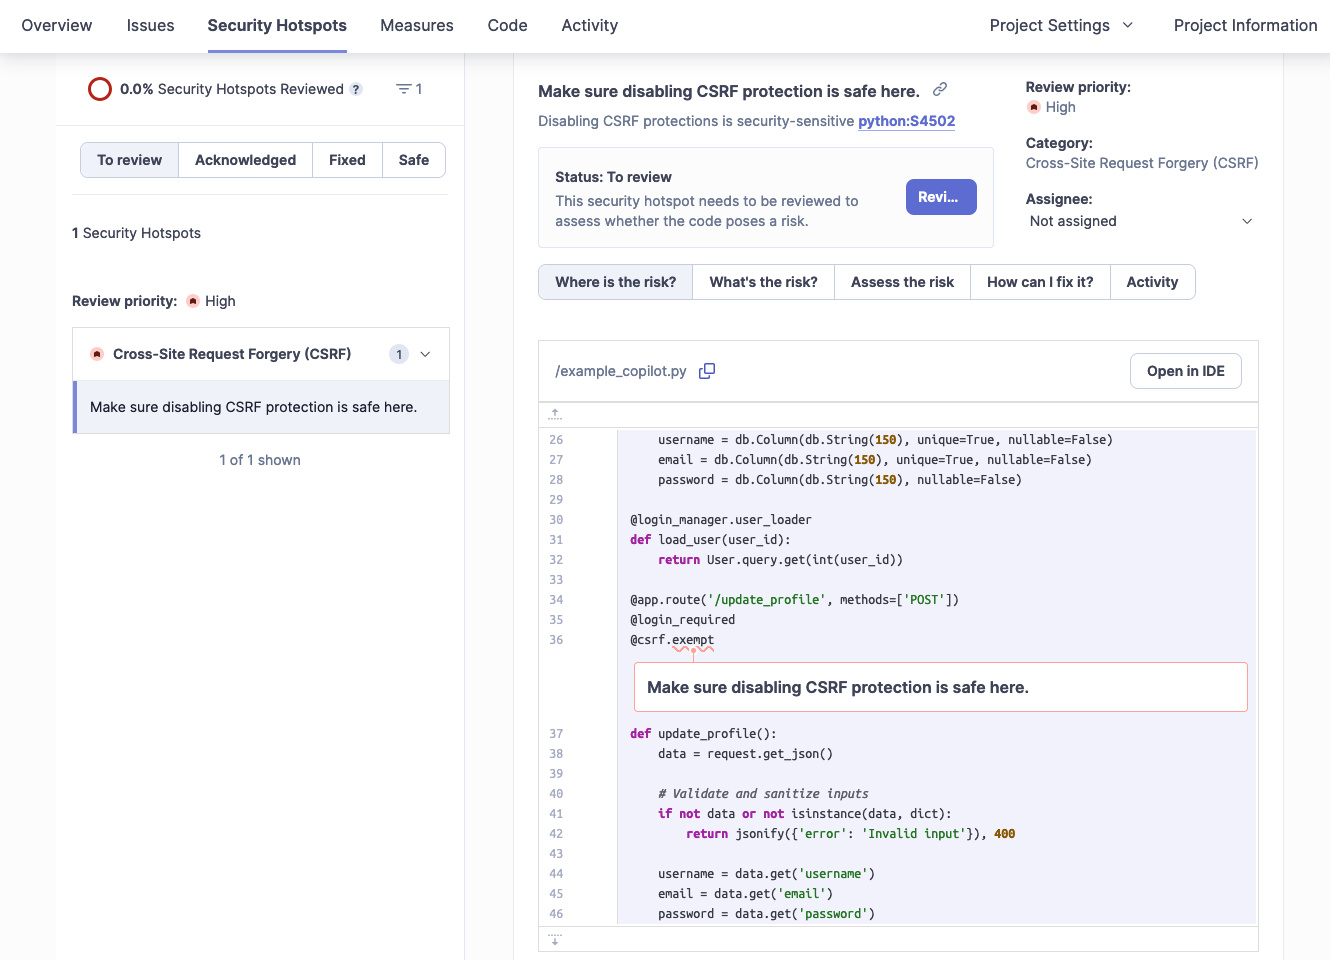 Overview Issues Security Hotspots Measures Code Activity Project Settings Project Information
0.0% Security Hotspots Reviewed ? 1
To review Acknowledged Fixed Safe
1 Security Hotspots
Review priority: High
Cross-Site Request Forgery (CSRF) 1
Make sure disabling CSRF protection is safe here.
1 of 1 shown
Make sure disabling CSRF protection is safe here.
Disabling CSRF protections is security-sensitive python:S4502
Status: To review
This security hotspot needs to be reviewed to
assess whether the code poses a risk.
Revi...
Review priority:
High
Category:
Cross-Site Request Forgery (CSRF)
Assignee:
Not assigned
Where is the risk? What's the risk? Assess the risk How can I fix it? Activity
/example_copilot.py Open in IDE
26     username = db.Column(db.String(150), unique=True, nullable=False)
27     email = db.Column(db.String(150), unique=True, nullable=False)
28     password = db.Column(db.String(150), nullable=False)
29
30 @login_manager.user_loader
31 def load_user(user_id):
32     return User.query.get(int(user_id))
33
34 @app.route('/update_profile', methods=['POST'])
35 @login_required
36 @csrf.exempt
Make sure disabling CSRF protection is safe here.
37 def update_profile():
38     data = request.get_json()
39
40     # Validate and sanitize inputs
41     if not data or not isinstance(data, dict):
42         return jsonify({'error': 'Invalid input'}), 400
43
44     username = data.get('username')
45     email = data.get('email')
46     password = data.get('password')